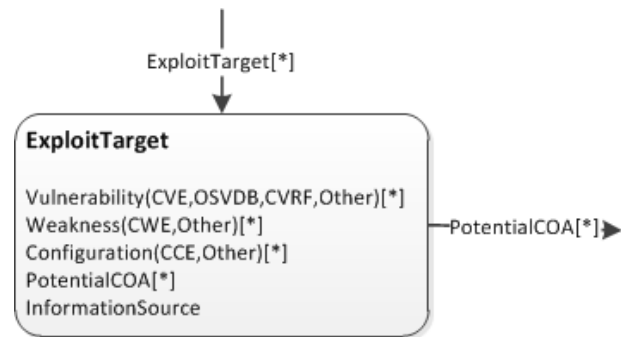 ExploitTarget[*]
ExploitTarget
Vulnerability(CVE,OSVDB,CVRF,Other)[*]
Weakness(CWE,Other)[*]
Configuration(CCE,Other)[*]
PotentialCOA[*]
InformationSource
PotentialCOA[*]